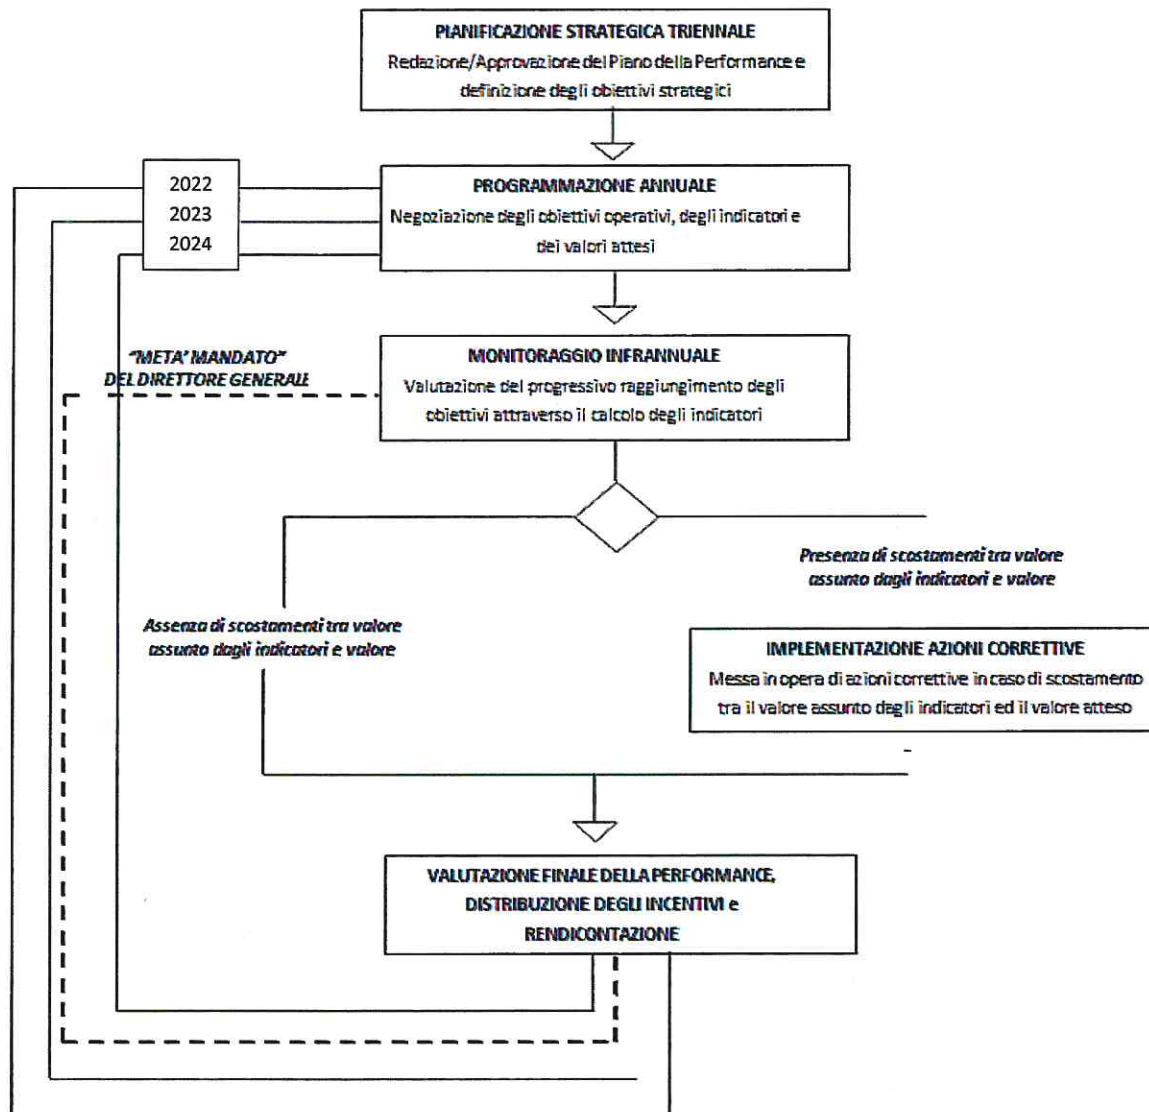 PIANIFICAZIONE STRATEGICA TRIENNALE
Redazione/Approvazione del Piano della Performance e
definizione degli obiettivi strategici
2022
2023
2024
PROGRAMMAZIONE ANNUALE
Negoziazione degli obiettivi operativi, degli indicatori e
dei valori attesi
"META' MANDATO"
DEL DIRETTORE GENERALE
MONITORAGGIO INFRANNUALE
Valutazione del progressivo raggiungimento degli
obiettivi attraverso il calcolo degli indicatori
Presenza di scostamenti tra valore
assunto dagli indicatori e valore
Assenza di scostamenti tra valore
assunto dagli indicatori e valore
IMPLEMENTAZIONE AZIONI CORRETTIVE
Messa in opera di azioni correttive in caso di scostamento
tra il valore assunto dagli indicatori ed il valore atteso
VALUTAZIONE FINALE DELLA PERFORMANCE,
DISTRIBUZIONE DEGLI INCENTIVI e
RENDICONTAZIONE